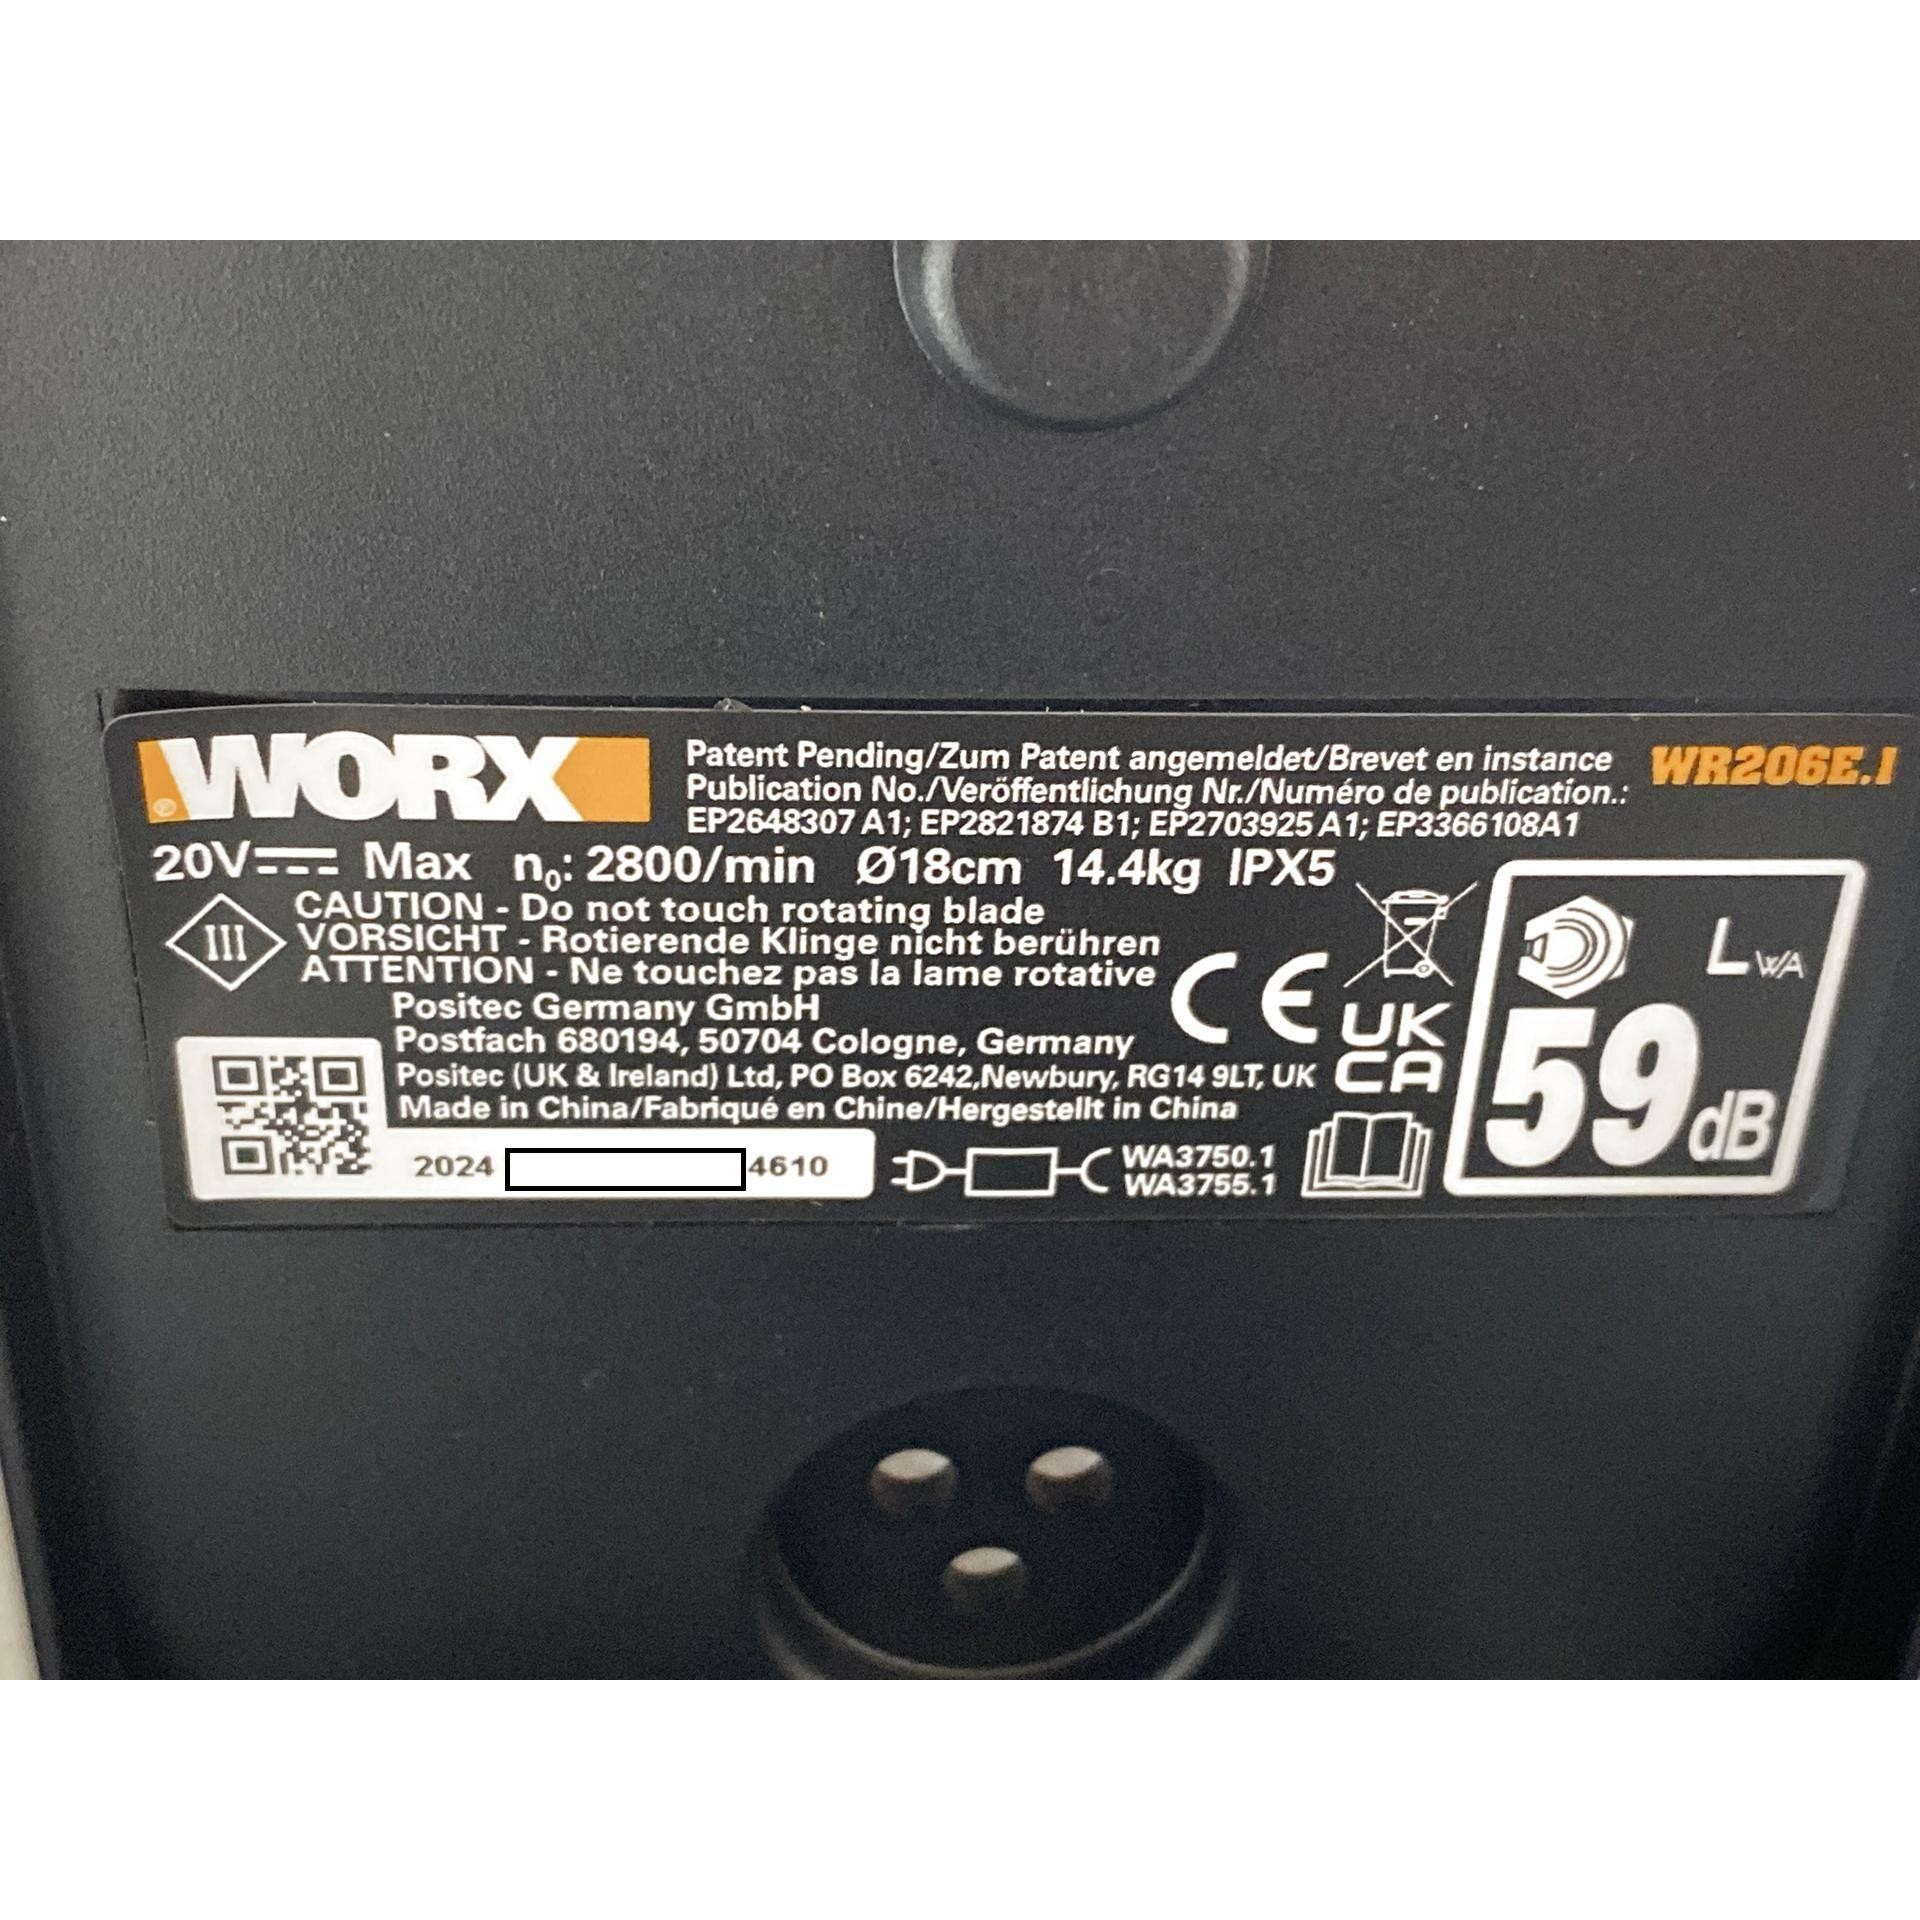 WORX
®
Patent Pending/Zum Patent angemeldet/Brevet en instance
WR206E.1
Publication No./Veröffentlichung Nr./Numéro de publication.:
EP2648307 A1; EP2821874 B1; EP2703925 A1; EP3366108A1
20V Max n0: 2800/min Ø18cm 14.4kg IPX5
III
CAUTION - Do not touch rotating blade
VORSICHT - Rotierende Klinge nicht berühren
ATTENTION - Ne touchez pas la lame rotative
Positec Germany GmbH
Postfach 680194, 50704 Cologne, Germany
Positec (UK & Ireland) Ltd, PO Box 6242,Newbury, RG14 9LT, UK
Made in China/Fabriqué en Chine/Hergestellt in China
2024 4610
WA3750.1
WA3755.1
CE
UK
CA
LWA
59dB